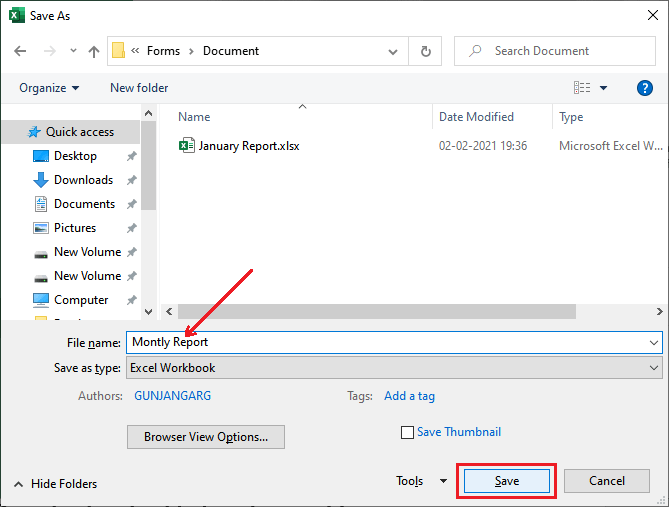 Save As
« Forms › Document
Search Document
Organize
New folder
?
Name
Date Modified
Type
Quick access
Desktop
Downloads
Documents
Pictures
New Volume
New Volume
Computer
January Report.xlsx
02-02-2021 19:36
Microsoft Excel W...
File name:
Montly Report
Save as type:
Excel Workbook
Authors:
GUNJANGARG
Tags:
Add a tag
Browser View Options...
Save Thumbnail
Hide Folders
Tools
Save
Cancel